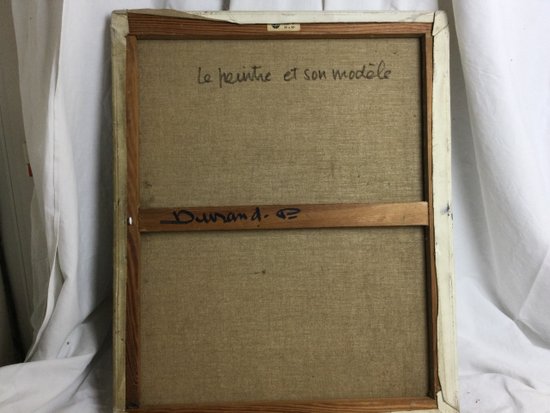 Le peintre et son modèle
Durand. P